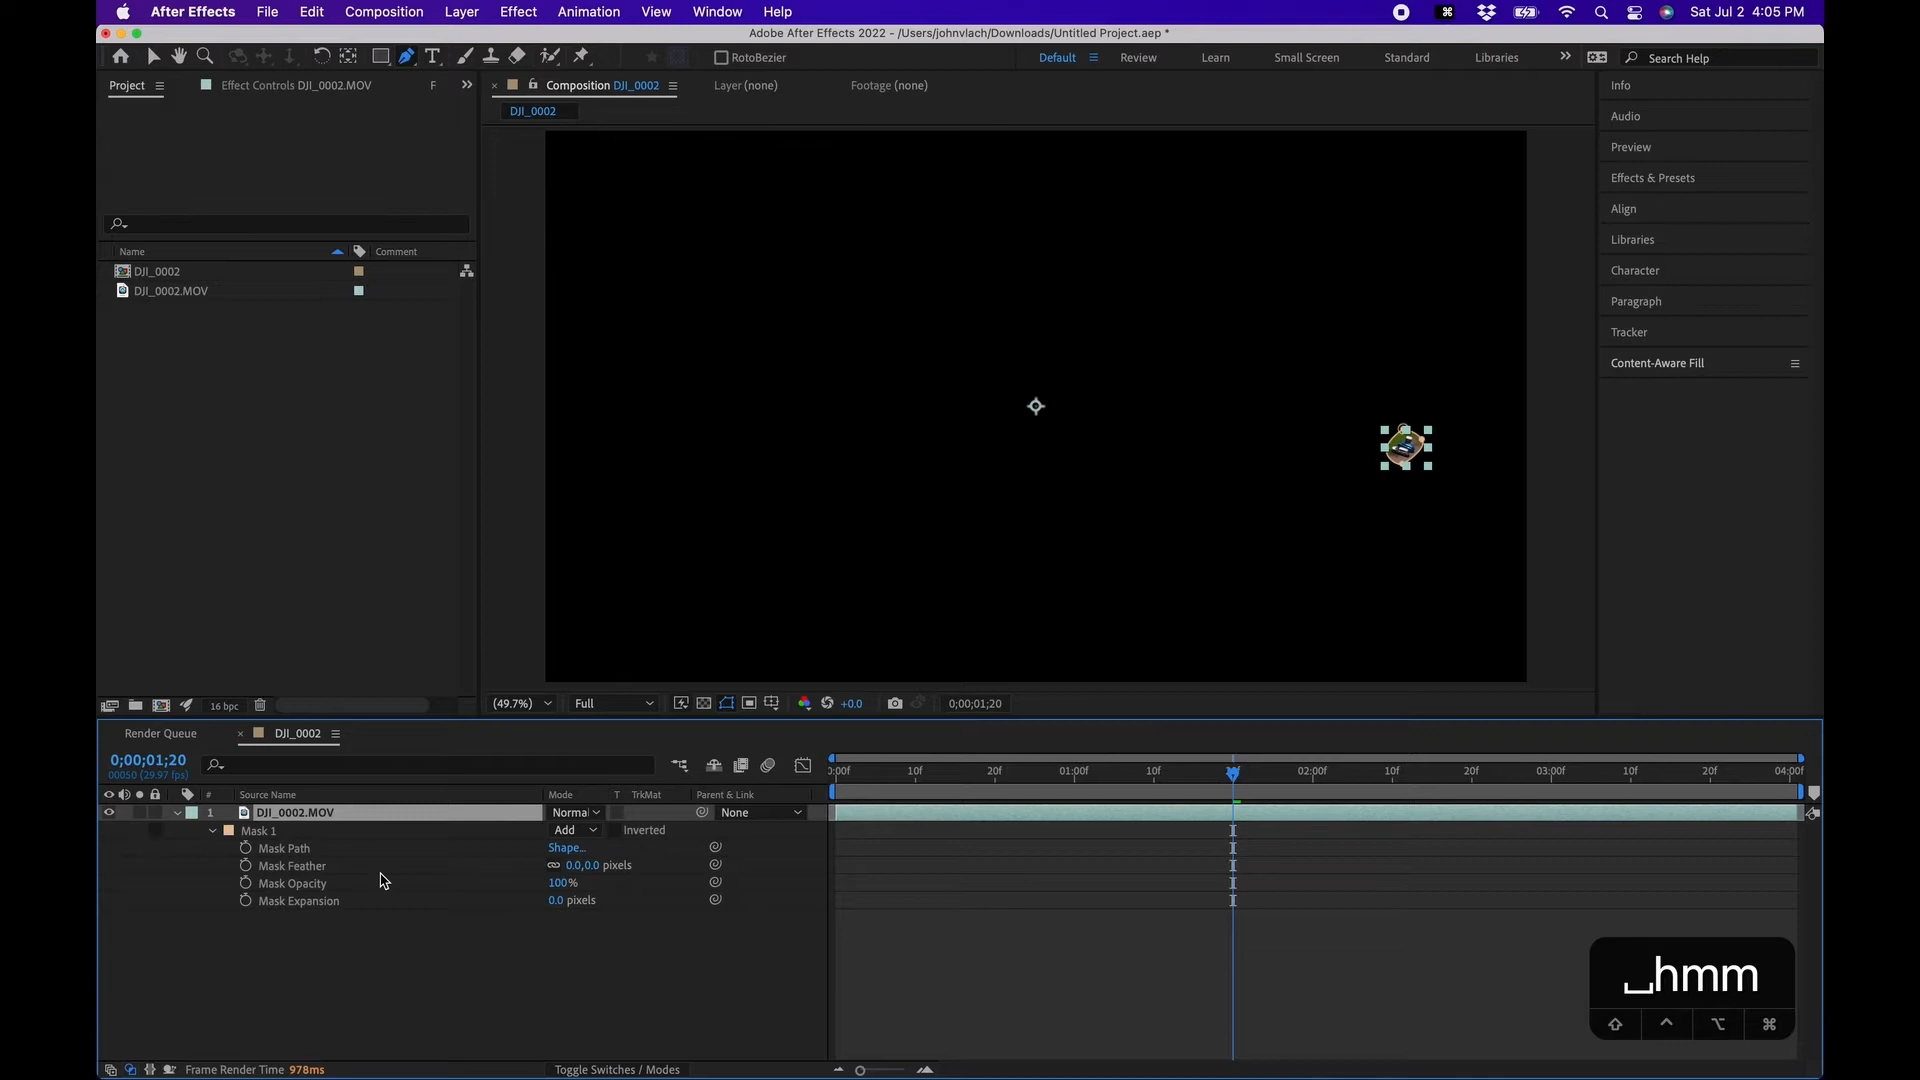 After Effects File Edit Composition Layer Effect Animation View Window Help Sat Jul 2 4:05 PM
Adobe After Effects 2022 - /Users/johnvlach/Downloads/Untitled Project.aep *
RotoBezier Default Review Learn Small Screen Standard Libraries Search Help
Project Effect Controls DJI_0002.MOV F Composition DJI_0002 Layer (none) Footage (none) Info
DJI_0002
Audio
Preview
Effects & Presets
Align
Libraries
Character
Paragraph
Tracker
Content-Aware Fill
Name Comment
DJI_0002
DJI_0002.MOV
16 bpc (49.7%) Full +0.0 0;00;01;20
Render Queue DJI_0002
0;00;01;20
00050 (29.97 fps)
:00f 10f 20f 01:00f 10f 02:00f 10f 20f 03:00f 10f 20f 04:00f
# Source Name Mode T TrkMat Parent & Link
1 DJI_0002.MOV Norma None
Mask 1 Add Inverted
Mask Path Shape...
Mask Feather 0.0,0.0 pixels
Mask Opacity 100%
Mask Expansion 0.0 pixels
␣hmm
Frame Render Time 978ms Toggle Switches / Modes